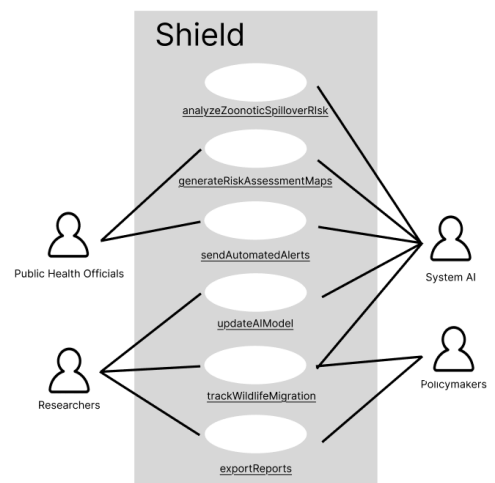 Shield
analyzeZoonoticSpilloverRIsk
generateRiskAssessmentMaps
Public Health Officials
sendAutomatedAlerts
System AI
updateAIModel
Policymakers
Researchers
trackWildlifeMigration
exportReports